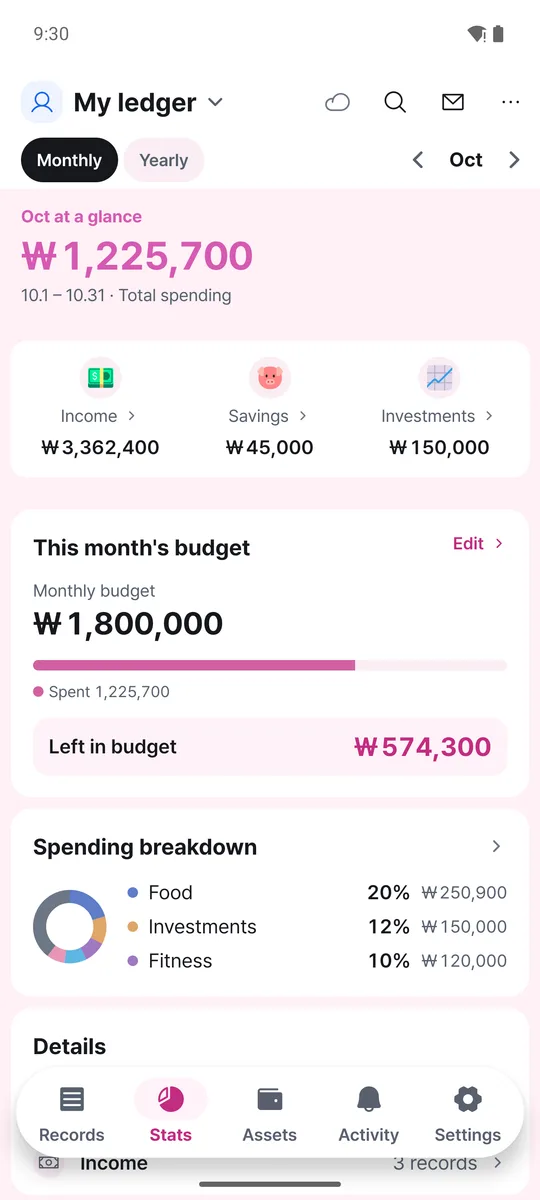 9:30
My ledger
Monthly Yearly Oct
Oct at a glance
₩1,225,700
10.1 – 10.31 · Total spending
Income Savings Investments
₩3,362,400 ₩45,000 ₩150,000
This month's budget Edit
Monthly budget
₩1,800,000
Spent 1,225,700
Left in budget ₩574,300
Spending breakdown
Food 20% ₩250,900
Investments 12% ₩150,000
Fitness 10% ₩120,000
Details
Records Stats Assets Activity Settings
Income 3 records